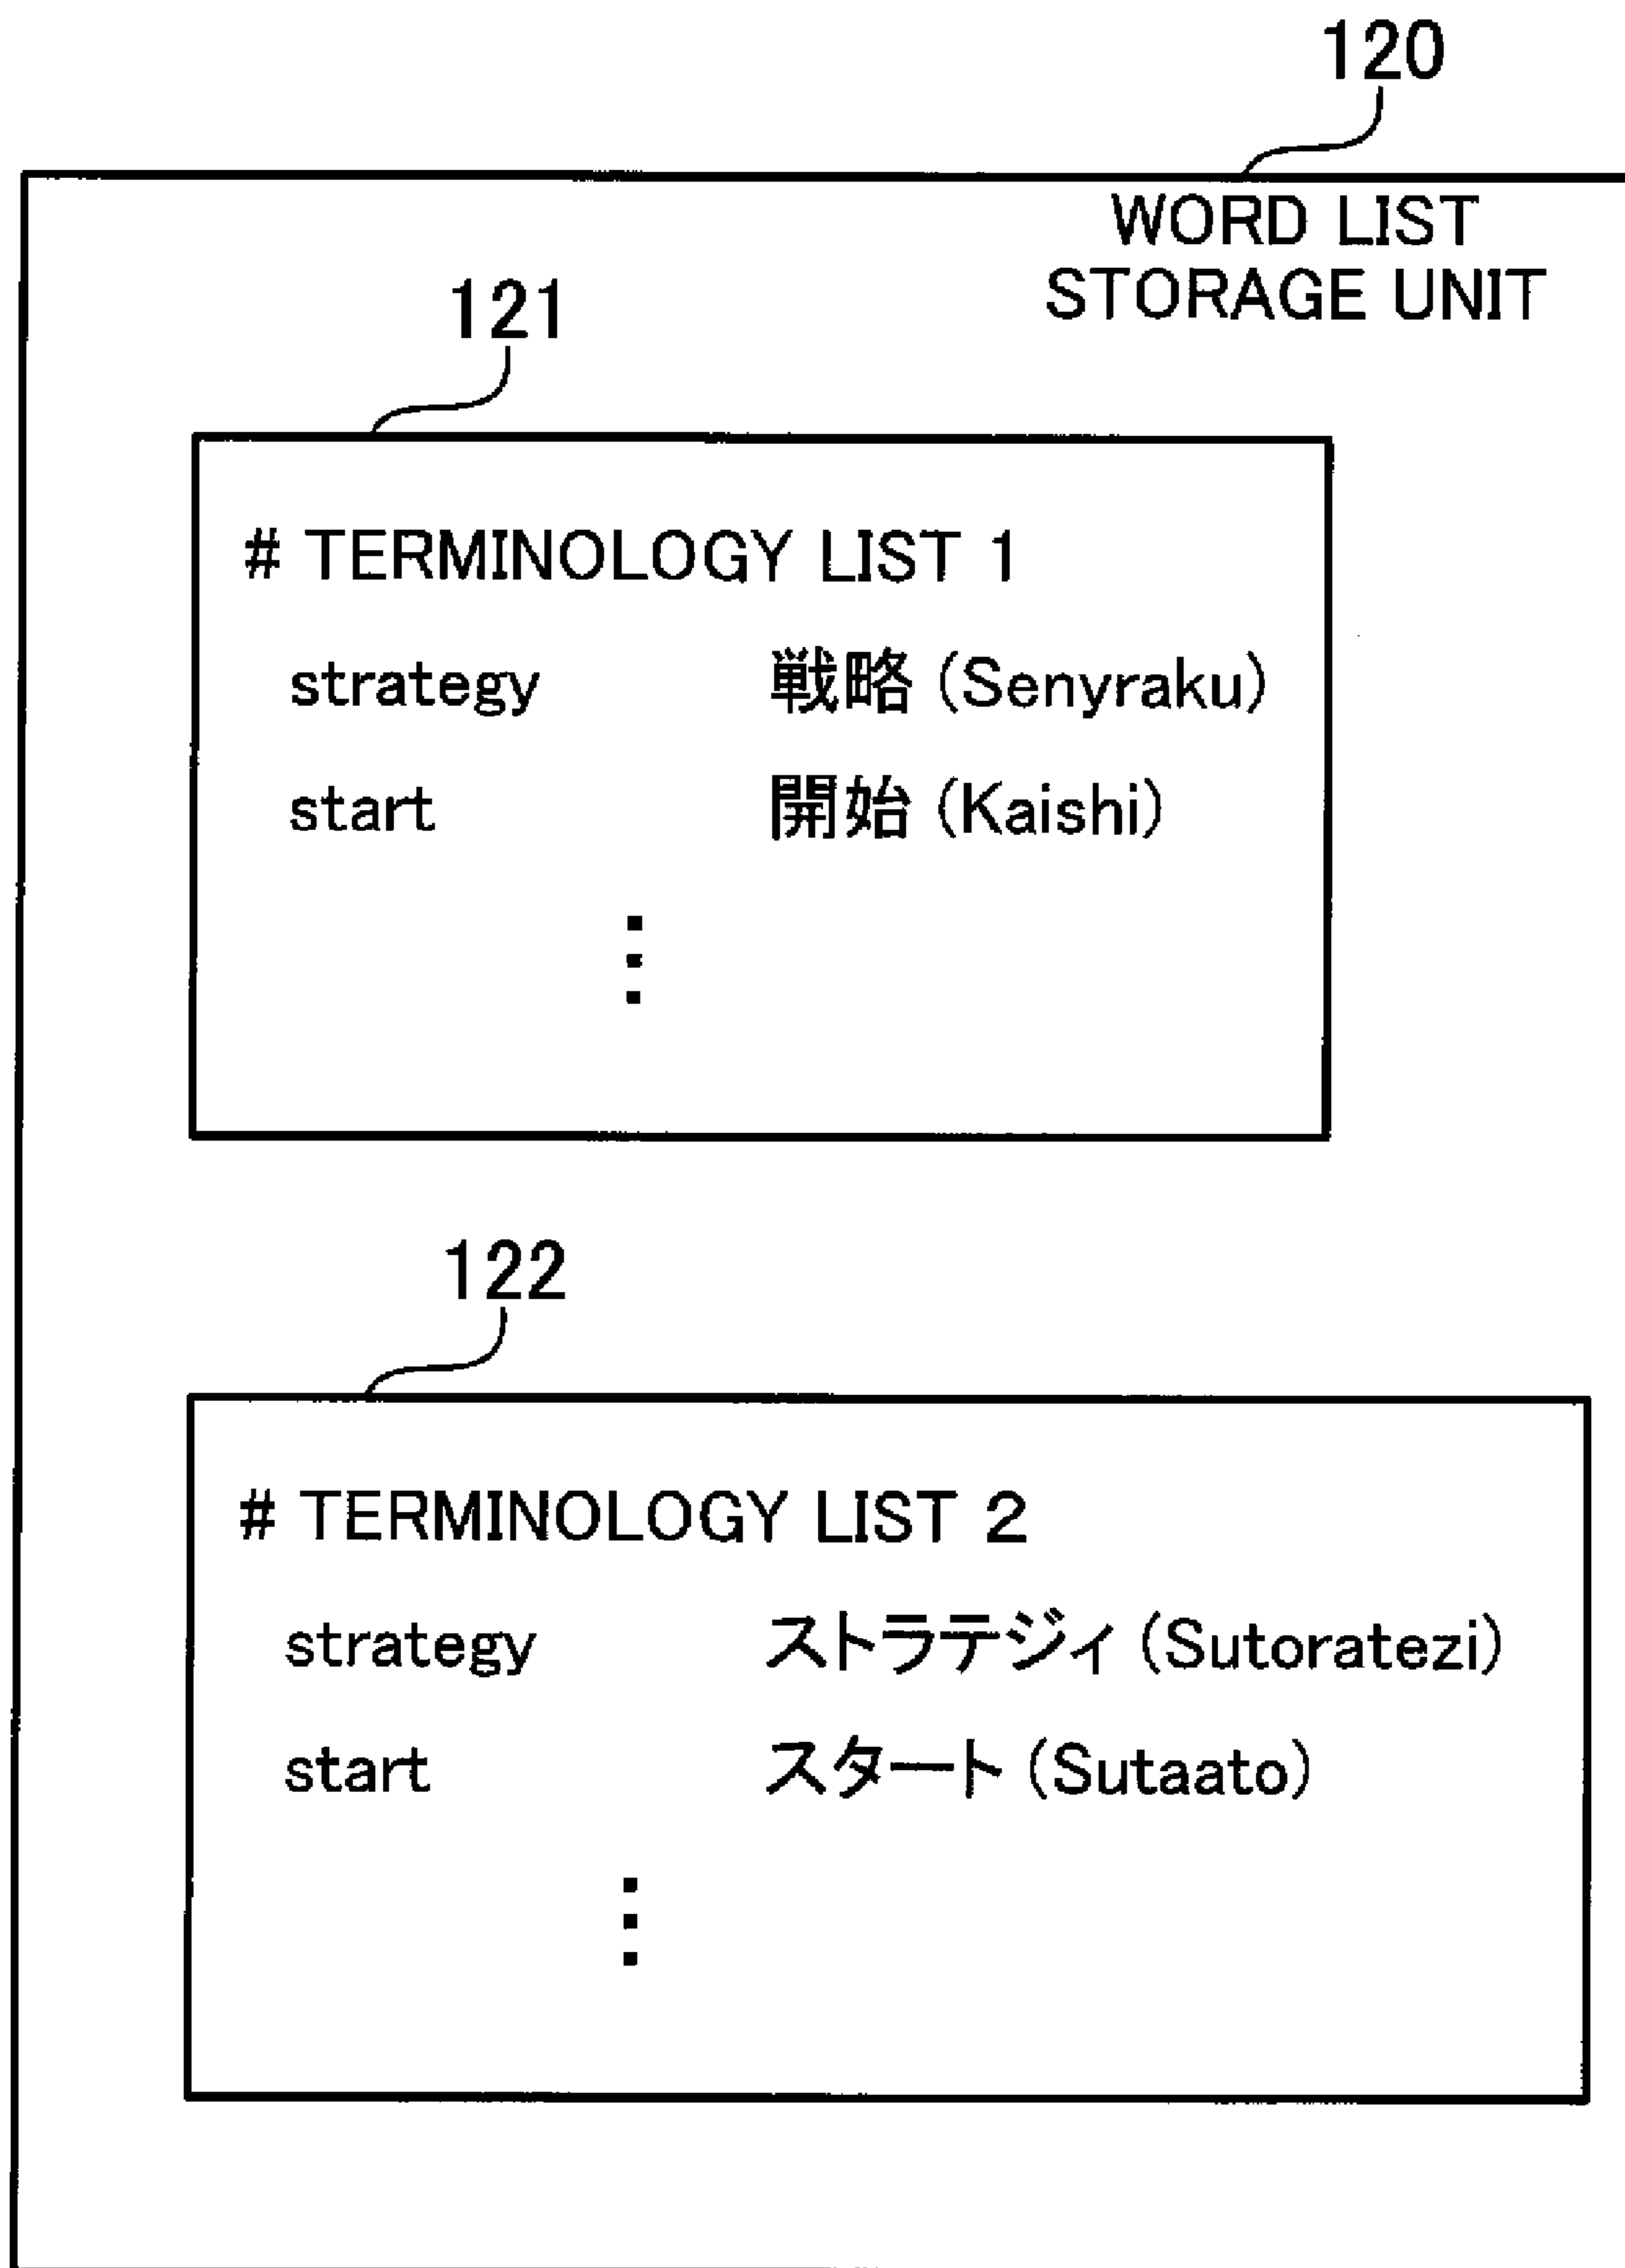 120
WORD LIST
STORAGE UNIT
121
# TERMINOLOGY LIST 1
strategy 戦略 (Senyraku)
start 開始 (Kaishi)
122
# TERMINOLOGY LIST 2
strategy ストラテジィ (Sutoratezi)
start スタート (Sutaato)